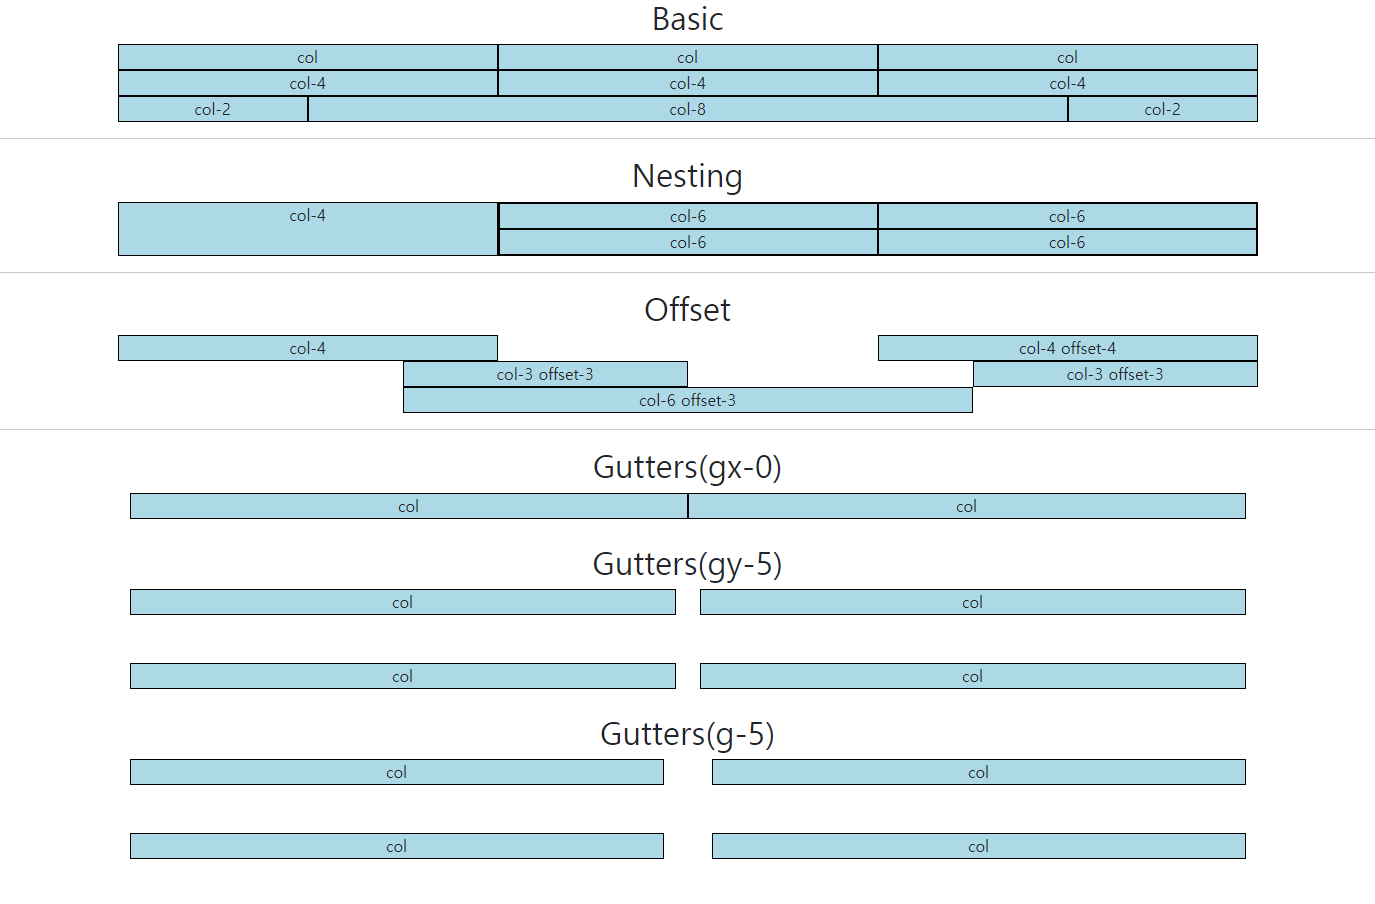 Basic
col col col
col-4 col-4 col-4
col-2 col-8 col-2
Nesting
col-4 col-6 col-6
col-6 col-6
Offset
col-4 col-4 offset-4
col-3 offset-3 col-3 offset-3
col-6 offset-3
Gutters(gx-0)
col col
Gutters(gy-5)
col col
col col
Gutters(g-5)
col col
col col